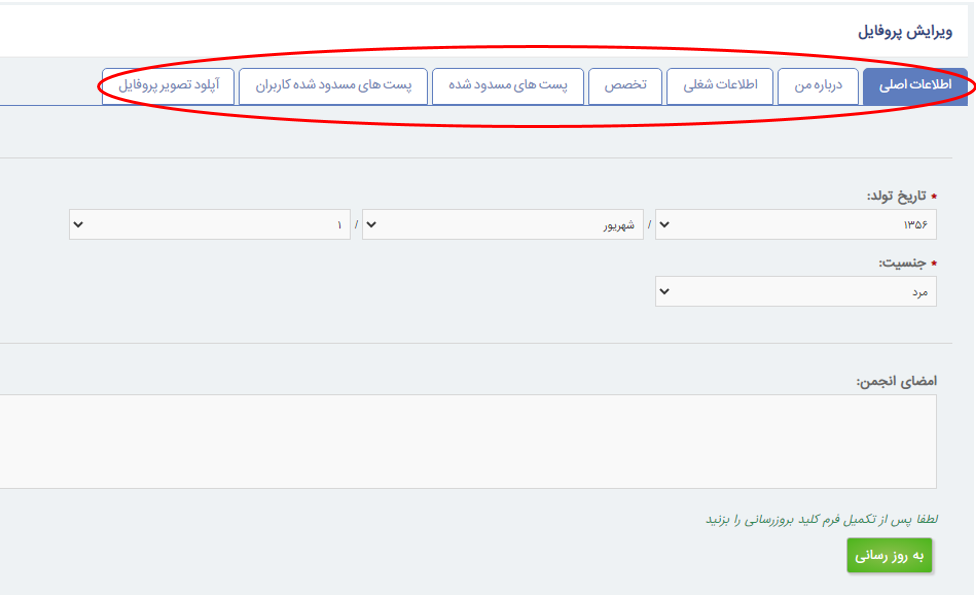 ویرایش پروفایل
اطلاعات اصلی درباره من اطلاعات شغلی تخصص پست های مسدود شده پست های مسدود شده کاربران آپلود تصویر پروفایل
* تاریخ تولد:
۱۳۵۶ / شهریور / ۱
* جنسیت:
مرد
امضای انجمن:
لطفا پس از تکمیل فرم کلید بروزرسانی را بزنید
به روز رسانی